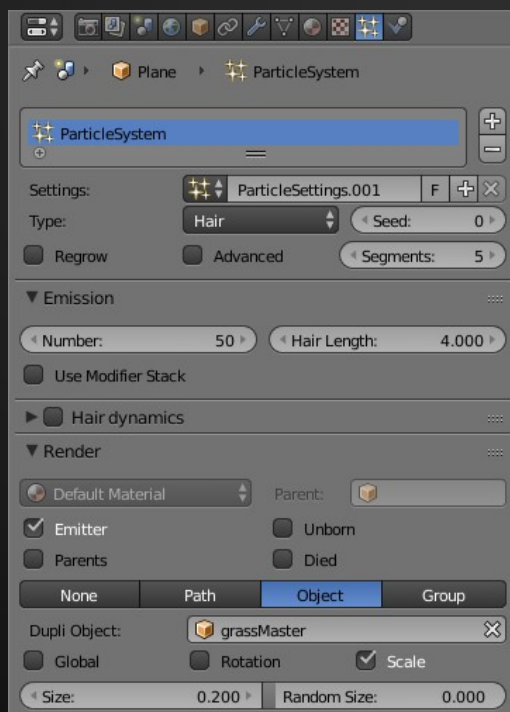 Plane ParticleSystem
ParticleSystem
Settings: ParticleSettings.001 F
Type: Hair Seed: 0
Regrow Advanced Segments: 5
Emission
Number: 50 Hair Length: 4.000
Use Modifier Stack
Hair dynamics
Render
Default Material Parent:
Emitter Unborn
Parents Died
None Path Object Group
Dupli Object: grassMaster
Global Rotation Scale
Size: 0.200 Random Size: 0.000